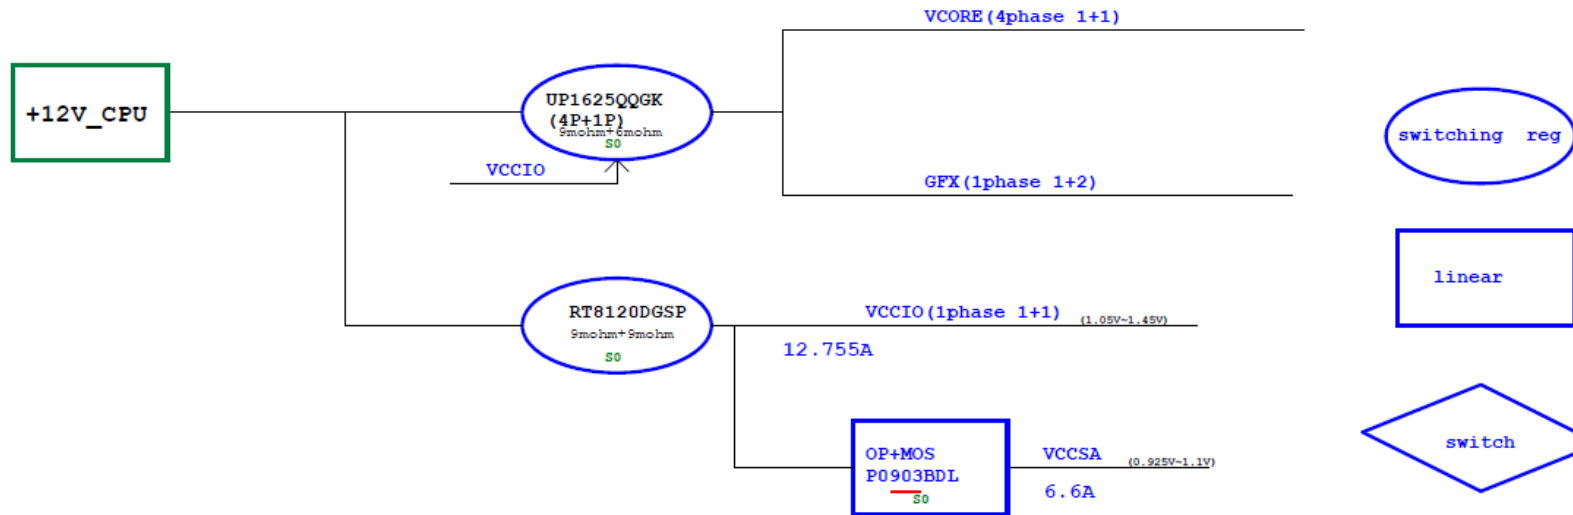 VCORE(4phase 1+1)
+12V_CPU
UP1625QQGK
(4P+1P)
9mohm+6mohm
S0
VCCIO
GFX(1phase 1+2)
switching reg
linear
RT8120DGSP
9mohm+9mohm
S0
VCCIO(1phase 1+1) (1.05V~1.45V)
12.755A
OP+MOS
P0903BDL
S0
VCCSA (0.925V~1.1V)
6.6A
switch